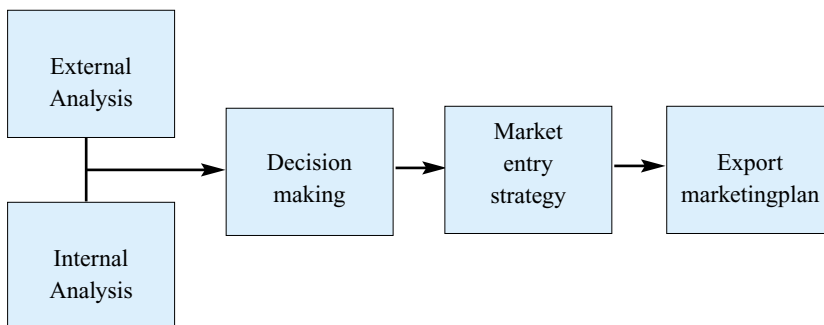 External
Analysis
Internal
Analysis
Decision
making
Market
entry
strategy
Export
marketingplan